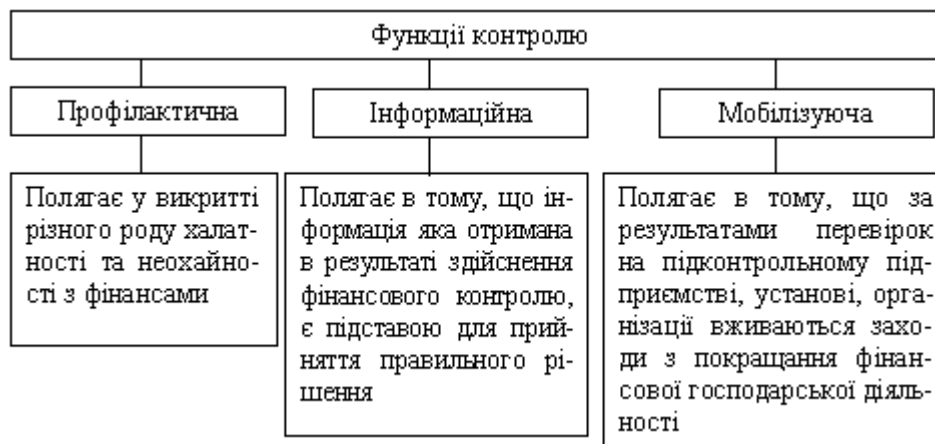 Функції контролю
Профілактична
Інформаційна
Мобілізуюча
Полягає у викритті
різного роду халат-
ності та неохайно-
сті з фінансами
Полягає в тому, що ін-
формація яка отримана
в результаті здійснення
фінансового контролю,
є підставою для прий-
няття правильного рі-
шення
Полягає в тому, що за
результатами перевірок
на підконтрольному під-
приємстві, установі, орга-
нізації вживаються захо-
ди з покращання фінан-
сової господарської діяль-
ності